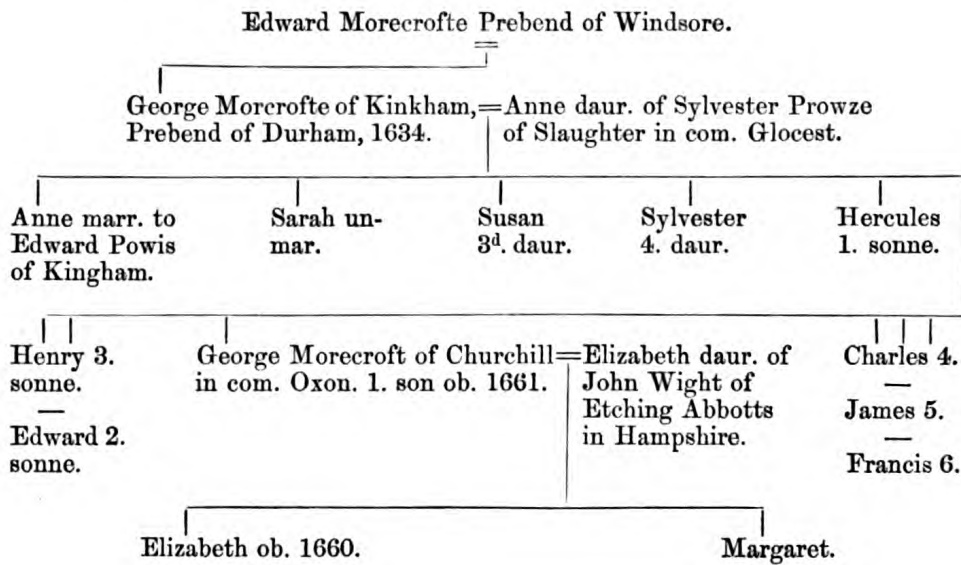 Edward Morecrofte Prebend of Windsore.
George Morcrofte of Kinkham,=Anne daur. of Sylvester Prowze
Prebend of Durham, 1634. of Slaughter in com. Glocest.
Anne marr. to
Edward Powis
of Kingham.
Sarah un-
mar.
Susan
3d. daur.
Sylvester
4. daur.
Hercules
1. sonne.
Henry 3.
sonne.
—
Edward 2.
sonne.
George Morecroft of Churchill=Elizabeth daur. of
in com. Oxon. 1. son ob. 1661. John Wight of
Etching Abbotts
in Hampshire.
Charles 4.
—
James 5.
—
Francis 6.
Elizabeth ob. 1660.
Margaret.